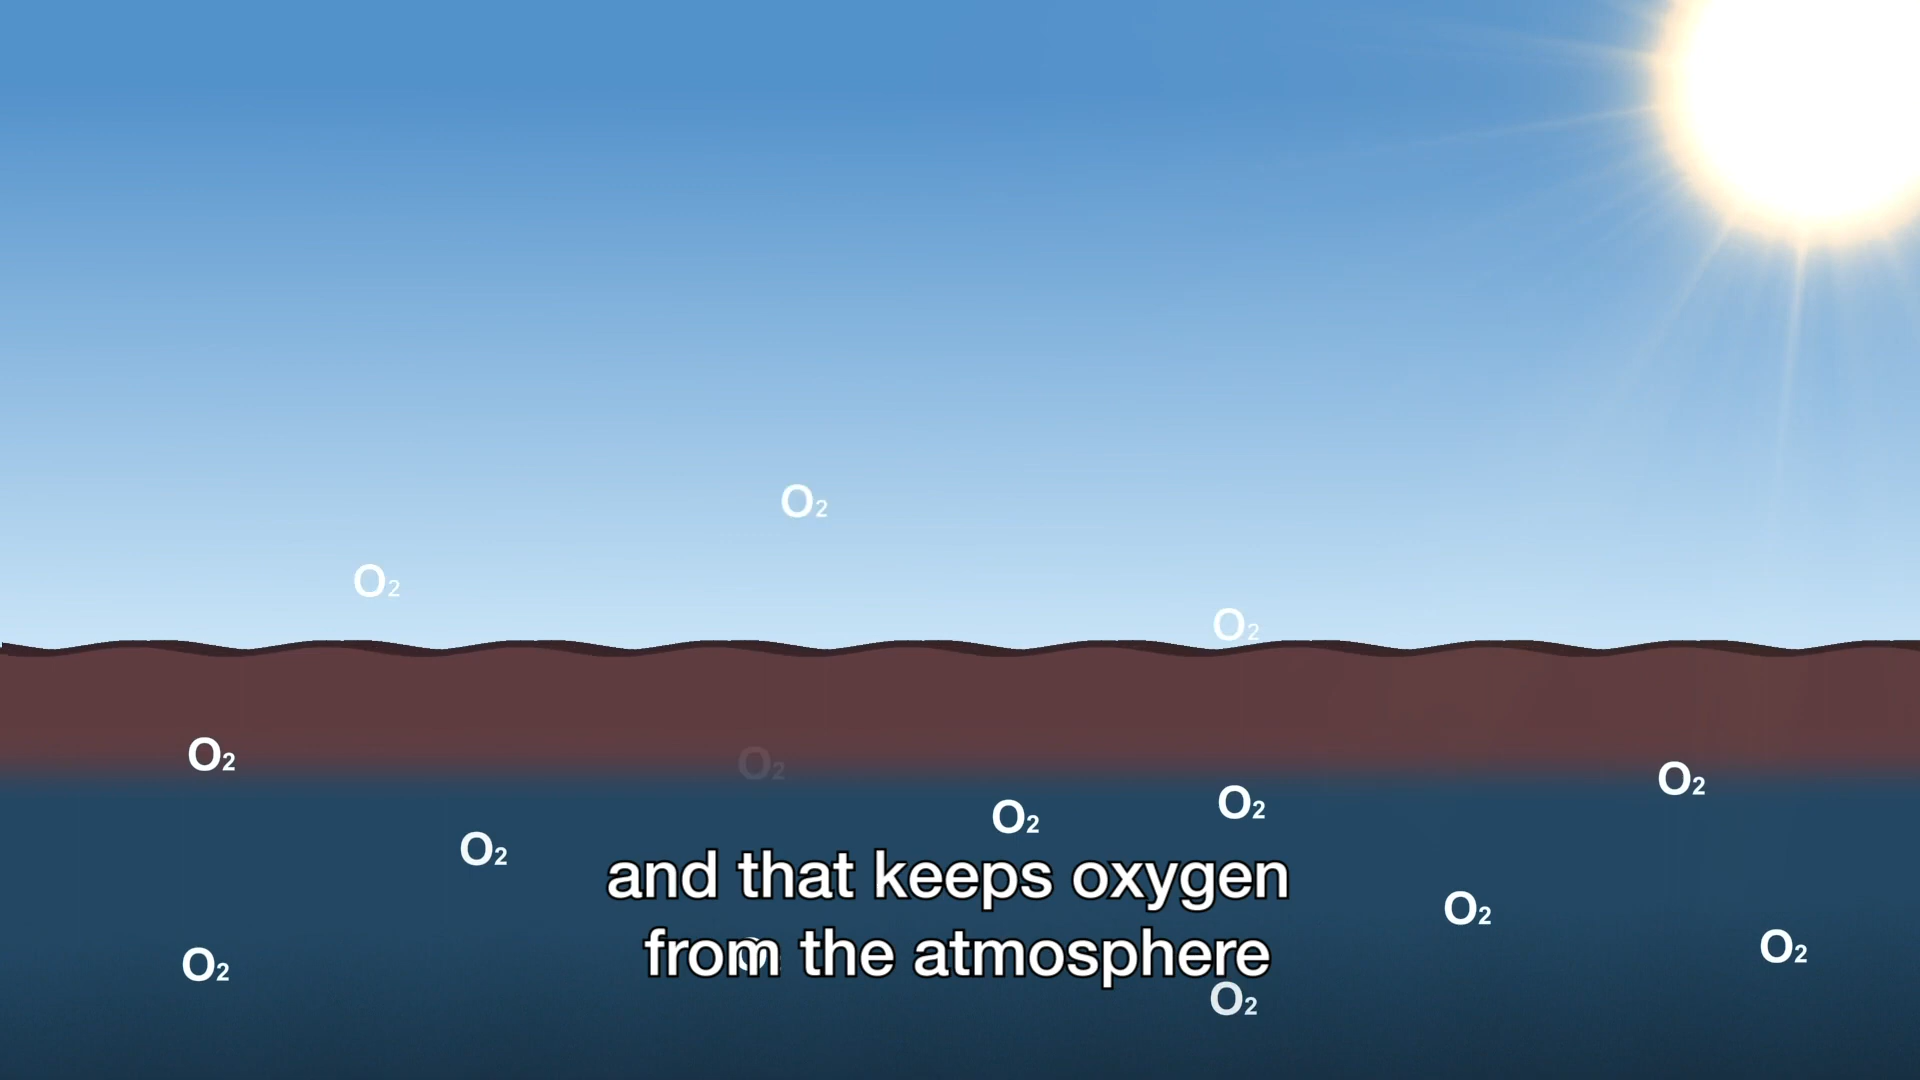 O₂
O₂
O₂
O₂
O₂
O₂
O₂
O₂
O₂
and that keeps oxygen
O₂
from the atmosphere
O₂
O₂
O₂